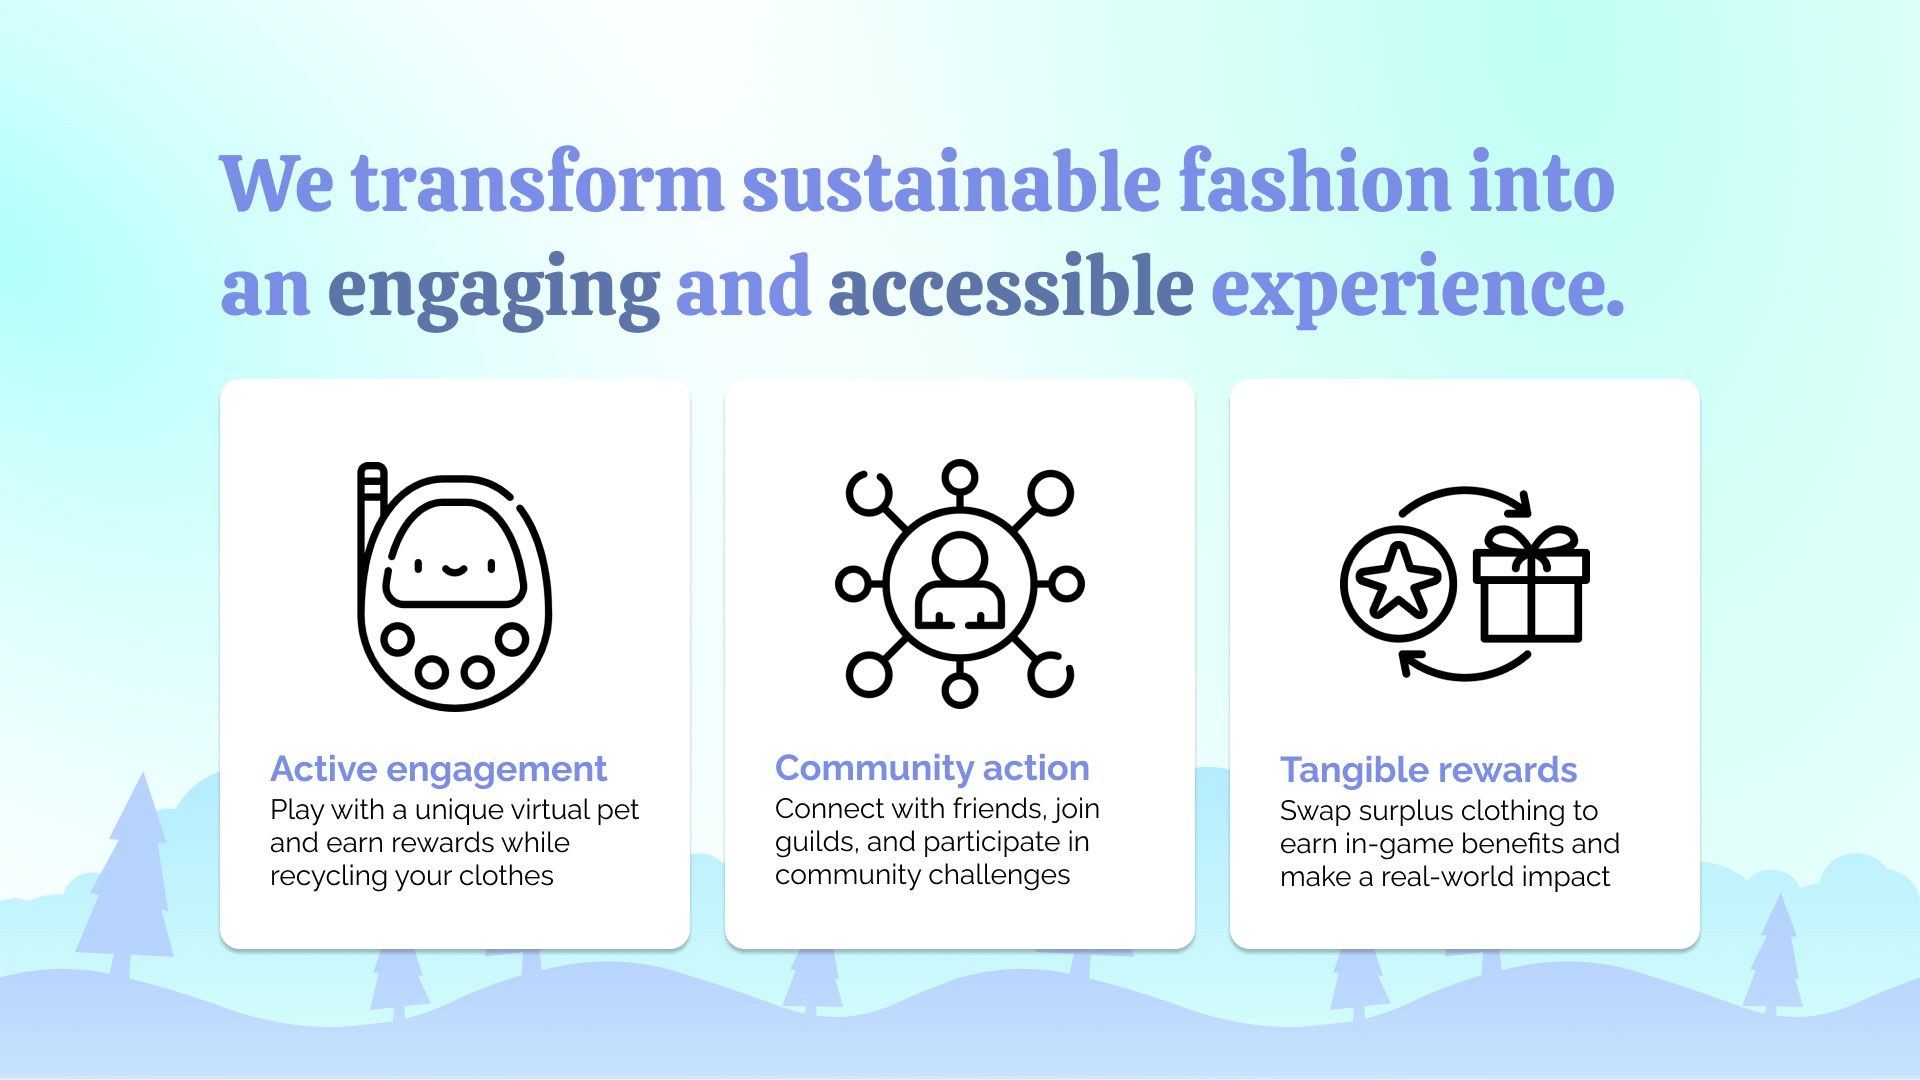 We transform sustainable fashion into
an engaging and accessible experience.
Active engagement
Play with a unique virtual pet
and earn rewards while
recycling your clothes
Community action
Connect with friends, join
guilds, and participate in
community challenges
Tangible rewards
Swap surplus clothing to
earn in-game benefits and
make a real-world impact